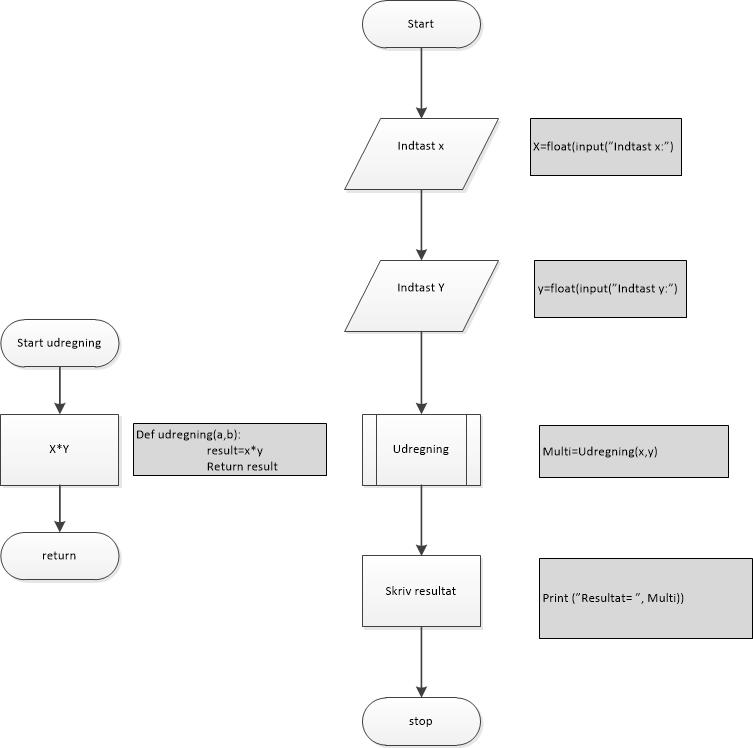 Start
Indtast x
X=float(input(”Indtast x:”)
Indtast Y
y=float(input(”Indtast y:”)
Start udregning
X*Y
Def udregning(a,b):
result=x*y
Return result
Udregning
Multi=Udregning(x,y)
return
Skriv resultat
Print (”Resultat= ”, Multi))
stop